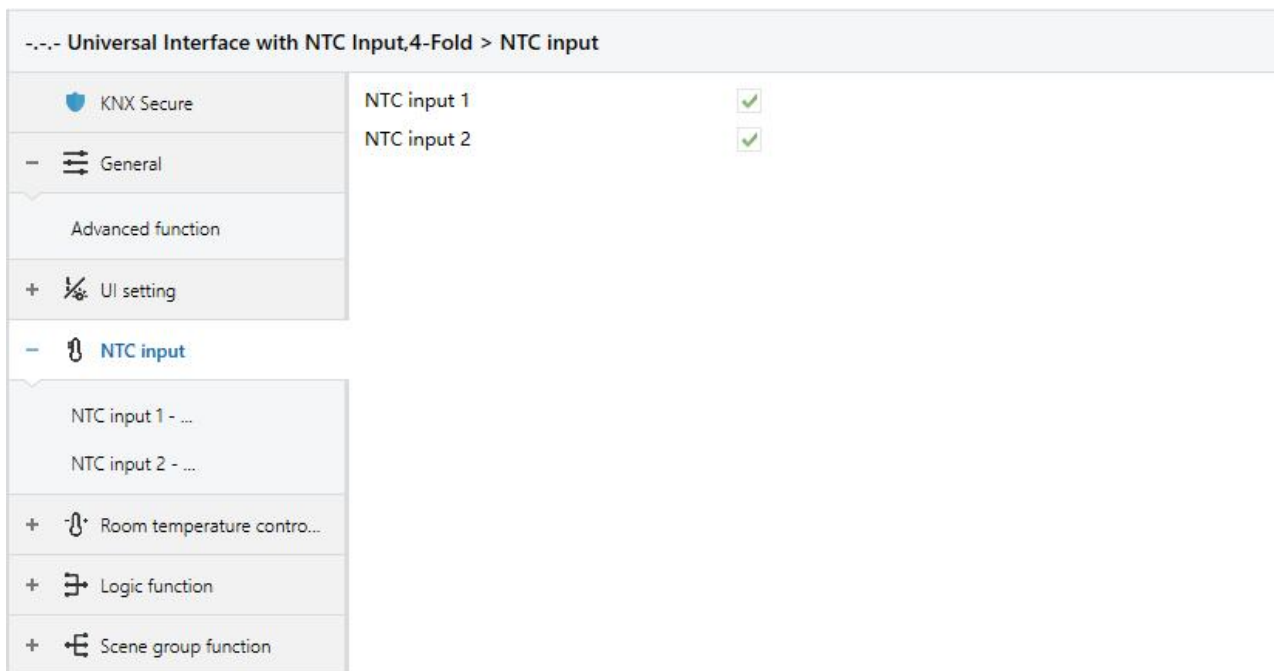 -.-.- Universal Interface with NTC Input,4-Fold > NTC input
KNX Secure
General
Advanced function
UI setting
NTC input
NTC input 1 - ...
NTC input 2 - ...
Room temperature contro...
Logic function
Scene group function
NTC input 1
NTC input 2